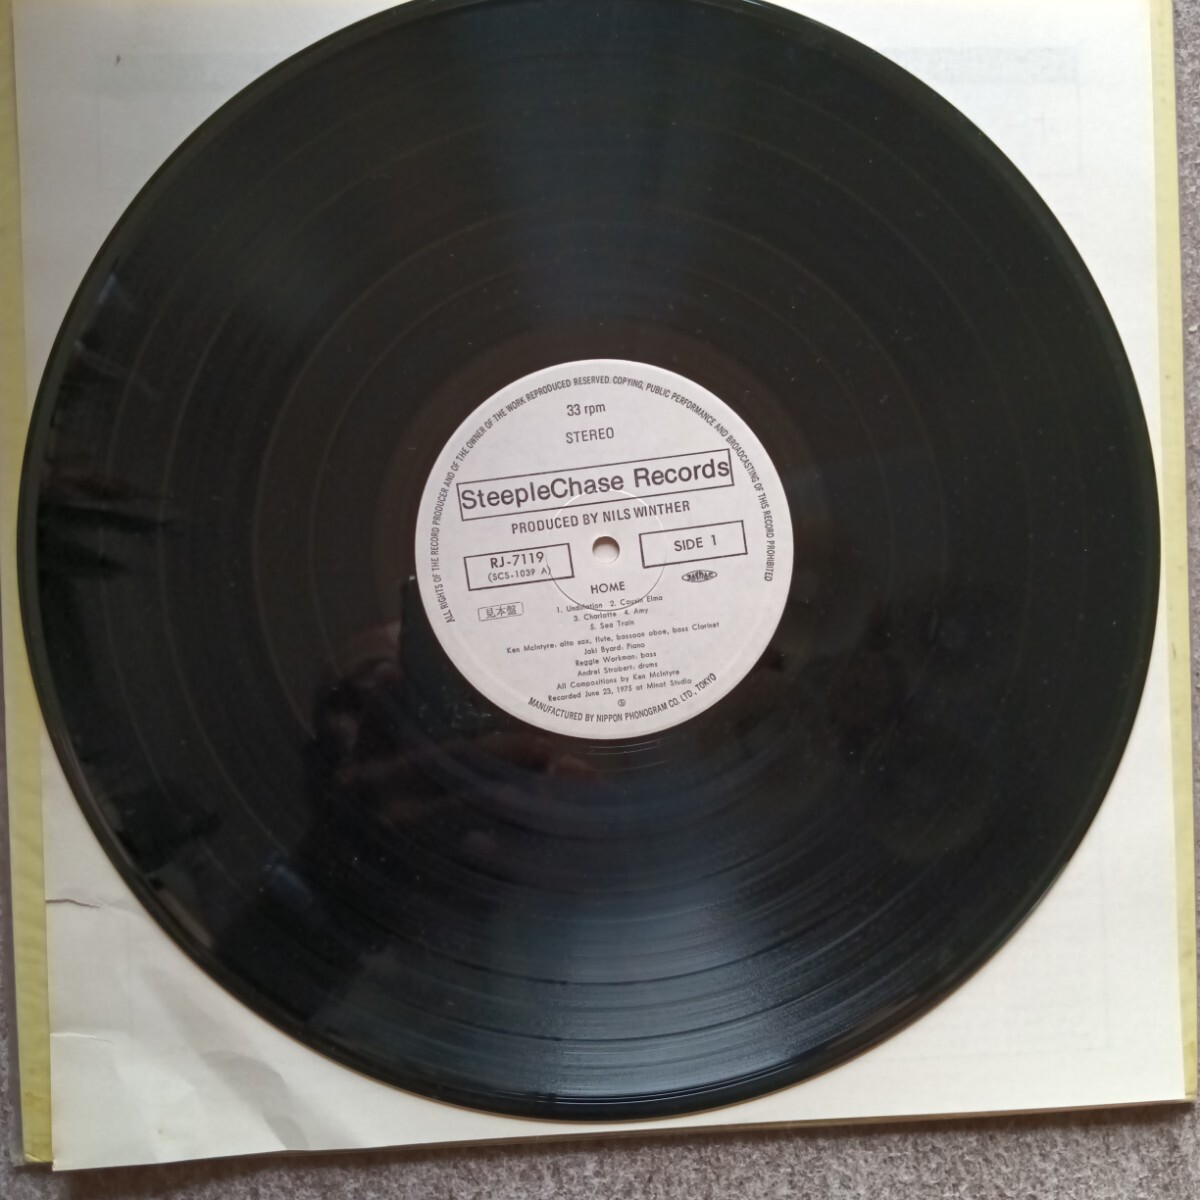 ALL RIGHTS OF THE RECORD PRODUCER AND OF THE OWNER OF THE WORK REPRODUCED RESERVED. COPYING, PUBLIC PERFORMANCE AND BROADCASTING OF THIS RECORD PROHIBITED
33 rpm
STEREO
SteepleChase Records
PRODUCED BY NILS WINTHER
RJ-7119
(SCS-1039 A)
SIDE 1
HOME
見本盤
1. Undulation 2. Cousin Elma
3. Charlotte 4. Amy
5. Sea Train
Ken McIntyre: alto sax, flute, bassoon oboe, bass Clarinet
Jaki Byard: Piano
Reggie Workman: bass
Andrei Strobert: drums
All Compositions by Ken McIntyre
Recorded June 23, 1975 at Minot Studio
Ⓢ
MANUFACTURED BY NIPPON PHONOGRAM CO. LTD., TOKYO